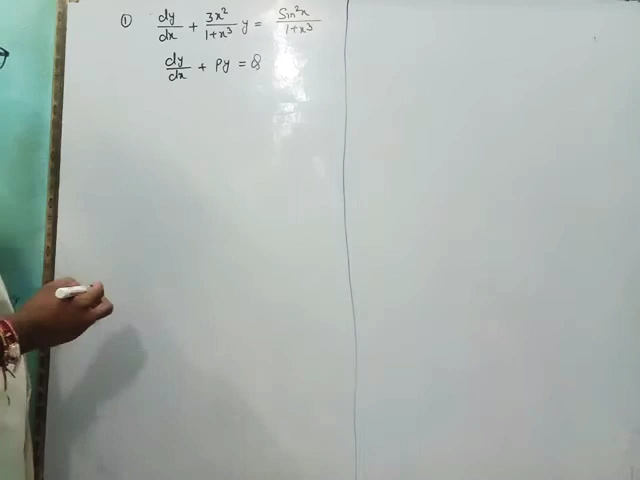 ① dy/dx + 3x²/1+x³ y = Sin²x/1+x³
dy/dx + Py = Q